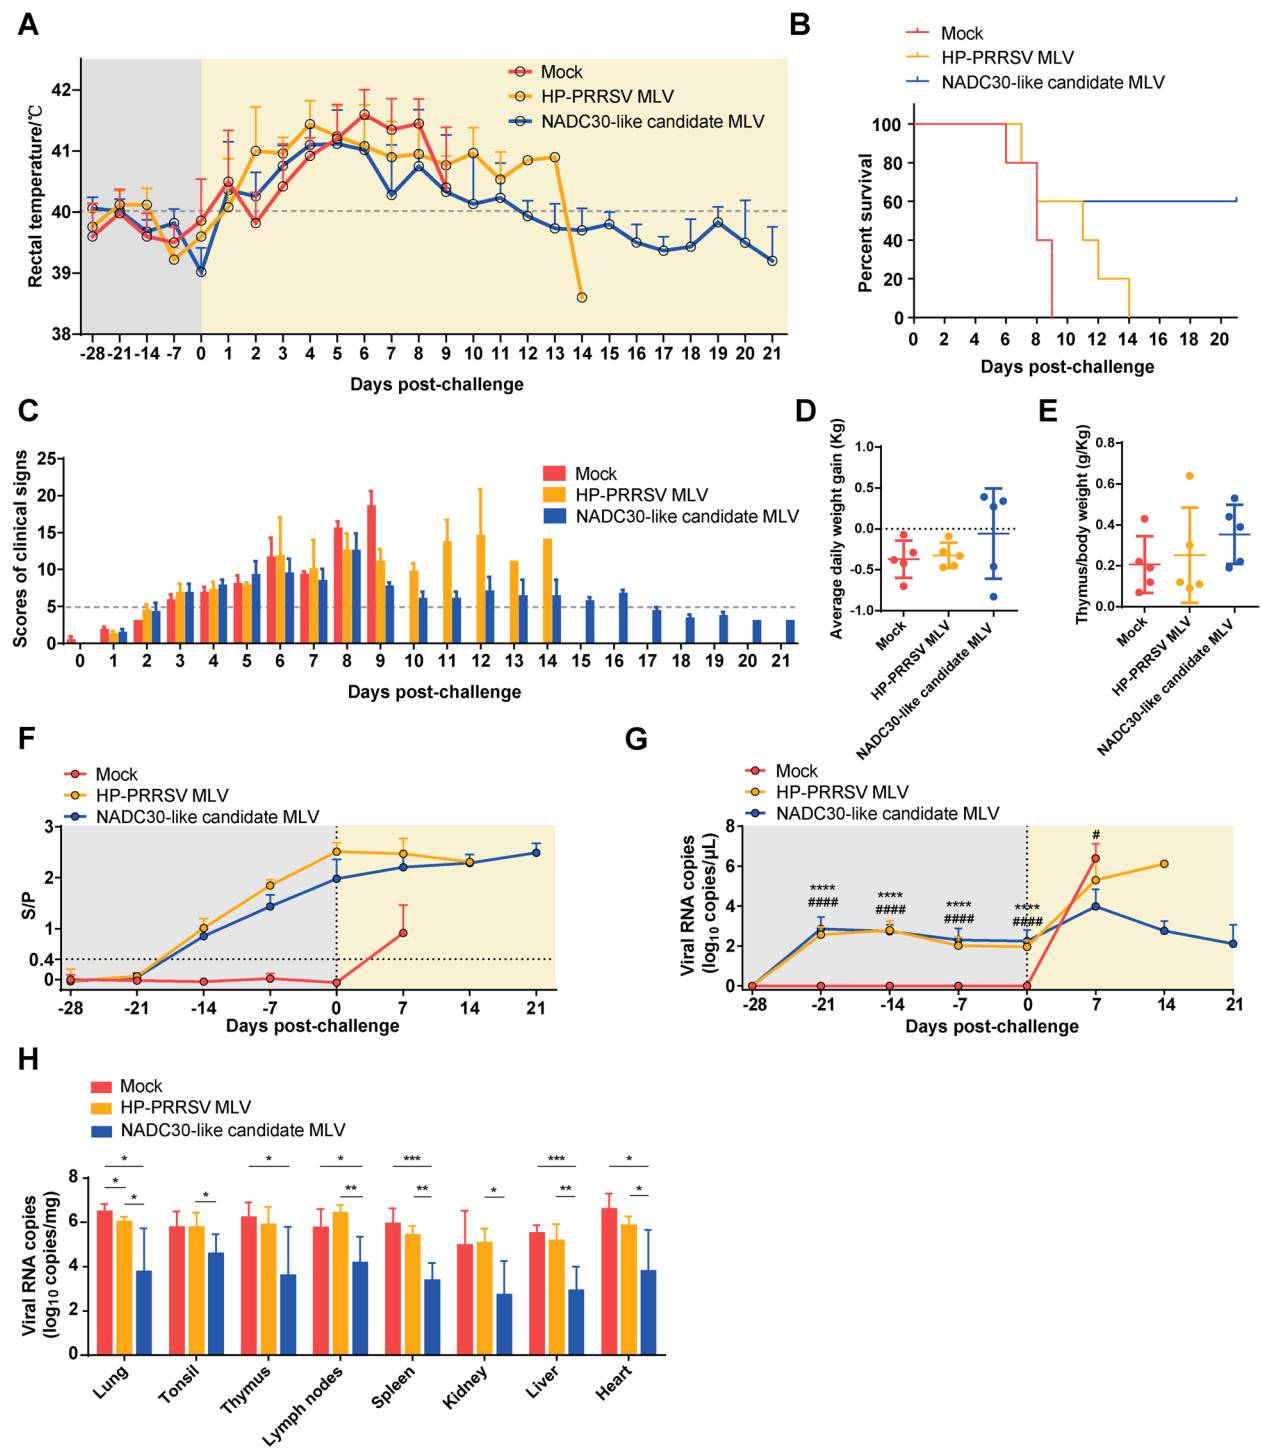 A
Rectal temperature/℃
42
41
40
39
38
Mock
HP-PRRSV MLV
NADC30-like candidate MLV
-28 -21 -14 -7 0 1 2 3 4 5 6 7 8 9 10 11 12 13 14 15 16 17 18 19 20 21
Days post-challenge
B
Mock
HP-PRRSV MLV
NADC30-like candidate MLV
Percent survival
100
80
60
40
20
0
0 2 4 6 8 10 12 14 16 18 20
Days post-challenge
C
Scores of clinical signs
25
20
15
10
5
0
Mock
HP-PRRSV MLV
NADC30-like candidate MLV
0 1 2 3 4 5 6 7 8 9 10 11 12 13 14 15 16 17 18 19 20 21
Days post-challenge
D
Average daily weight gain (Kg)
1.0
0.5
0.0
-0.5
-1.0
Mock
HP-PRRSV MLV
NADC30-like candidate MLV
E
Thymus/body weight (g/Kg)
0.8
0.6
0.4
0.2
0.0
Mock
HP-PRRSV MLV
NADC30-like candidate MLV
F
Mock
HP-PRRSV MLV
NADC30-like candidate MLV
S/P
3
2
1
0.4
0
-28 -21 -14 -7 0 7 14 21
Days post-challenge
G
Mock
HP-PRRSV MLV
NADC30-like candidate MLV
Viral RNA copies
(log10 copies/μL)
8
6
4
2
0
****
####
****
####
****
####
****
####
#
-28 -21 -14 -7 0 7 14 21
Days post-challenge
H
Mock
HP-PRRSV MLV
NADC30-like candidate MLV
Viral RNA copies
(log10 copies/mg)
8
6
4
2
0
* * * *** *** *
* * * ** ** * ** *
Lung
Tonsil
Thymus
Lymph nodes
Spleen
Kidney
Liver
Heart